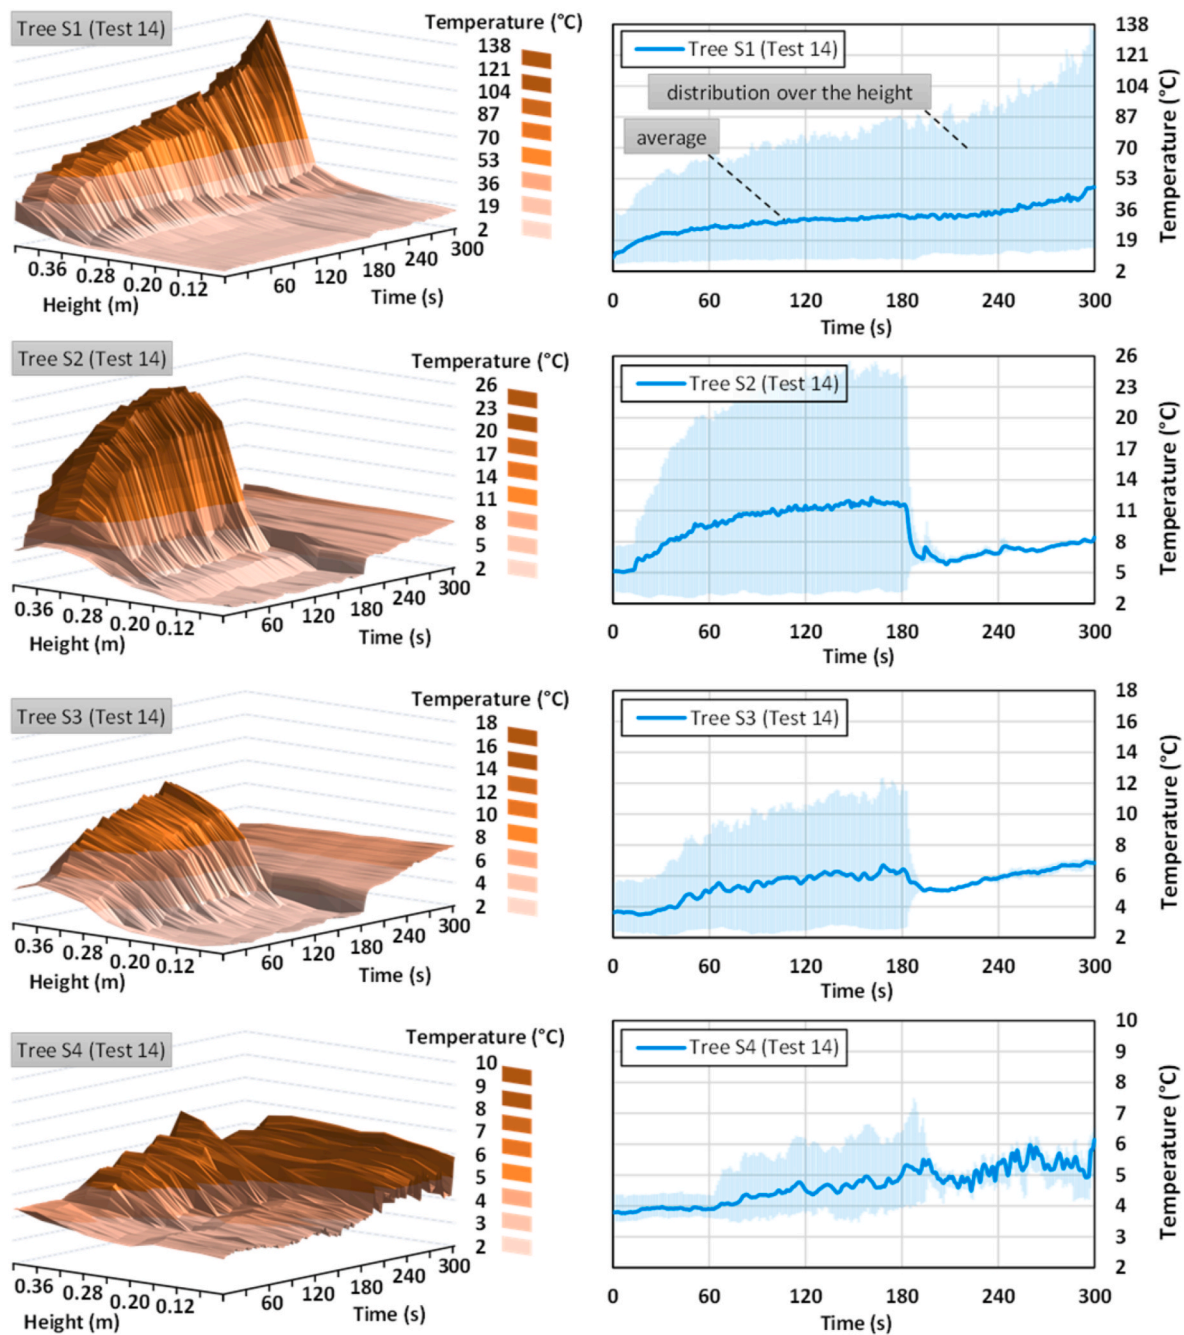 Tree S1 (Test 14)
Temperature (°C)
138
121
104
87
70
53
36
19
2
0.36 0.28 0.20 0.12
Height (m)
60 120 180 240 300
Time (s)
Tree S1 (Test 14)
distribution over the height
average
138
121
104
87
70
53
36
19
2
Temperature (°C)
0 60 120 180 240 300
Time (s)
Tree S2 (Test 14)
Temperature (°C)
26
23
20
17
14
11
8
5
2
0.36 0.28 0.20 0.12
Height (m)
60 120 180 240 300
Time (s)
Tree S2 (Test 14)
26
23
20
17
14
11
8
5
2
Temperature (°C)
0 60 120 180 240 300
Time (s)
Tree S3 (Test 14)
Temperature (°C)
18
16
14
12
10
8
6
4
2
0.36 0.28 0.20 0.12
Height (m)
60 120 180 240 300
Time (s)
Tree S3 (Test 14)
18
16
14
12
10
8
6
4
2
Temperature (°C)
0 60 120 180 240 300
Time (s)
Tree S4 (Test 14)
Temperature (°C)
10
9
8
7
6
5
4
3
2
0.36 0.28 0.20 0.12
Height (m)
60 120 180 240 300
Time (s)
Tree S4 (Test 14)
10
9
8
7
6
5
4
3
2
Temperature (°C)
0 60 120 180 240 300
Time (s)